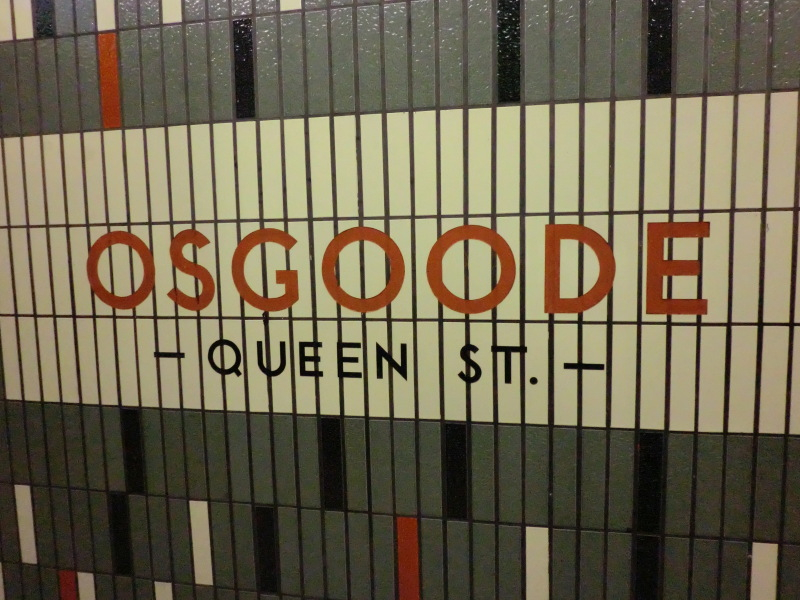 OSGOODE
- QUEEN ST. -